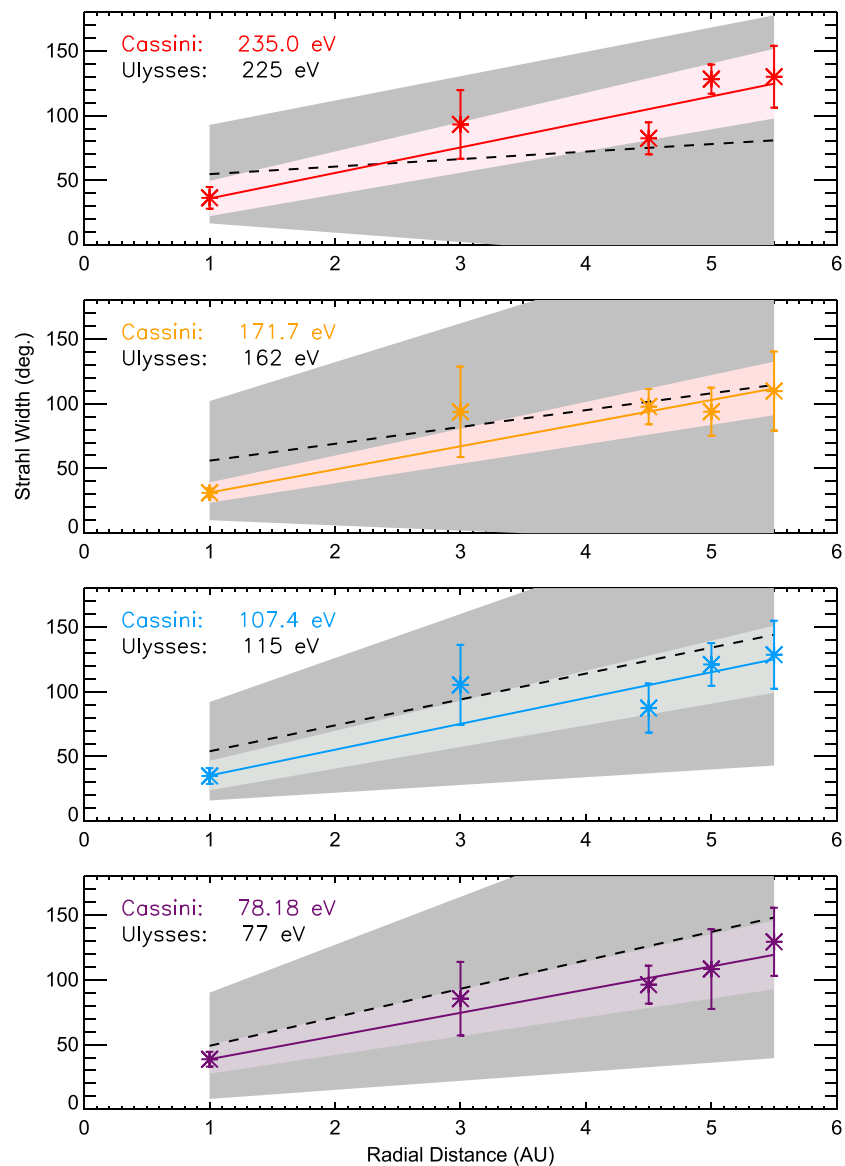 Cassini: 235.0 eV
Ulysses: 225 eV
150
100
50
0
0 1 2 3 4 5 6
Cassini: 171.7 eV
Ulysses: 162 eV
150
100
50
0
0 1 2 3 4 5 6
Strahl Width (deg.)
Cassini: 107.4 eV
Ulysses: 115 eV
150
100
50
0
0 1 2 3 4 5 6
Cassini: 78.18 eV
Ulysses: 77 eV
150
100
50
0
0 1 2 3 4 5 6
Radial Distance (AU)